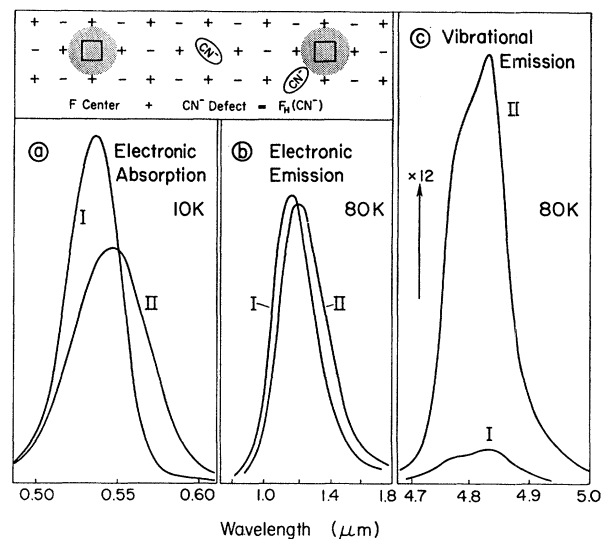 + - + - + - + - + - +
- + + - CN⁻ + - + -
+ - + - + - + CN⁻ - + - +
F Center + CN⁻ Defect = F_H(CN⁻)
ⓐ Electronic Absorption
10K
I
II
ⓑ Electronic Emission
80K
I
II
ⓒ Vibrational Emission
×12
II
80K
I
0.50 0.55 0.60
1.0 1.4 1.8
4.7 4.8 4.9 5.0
Wavelength (μm)